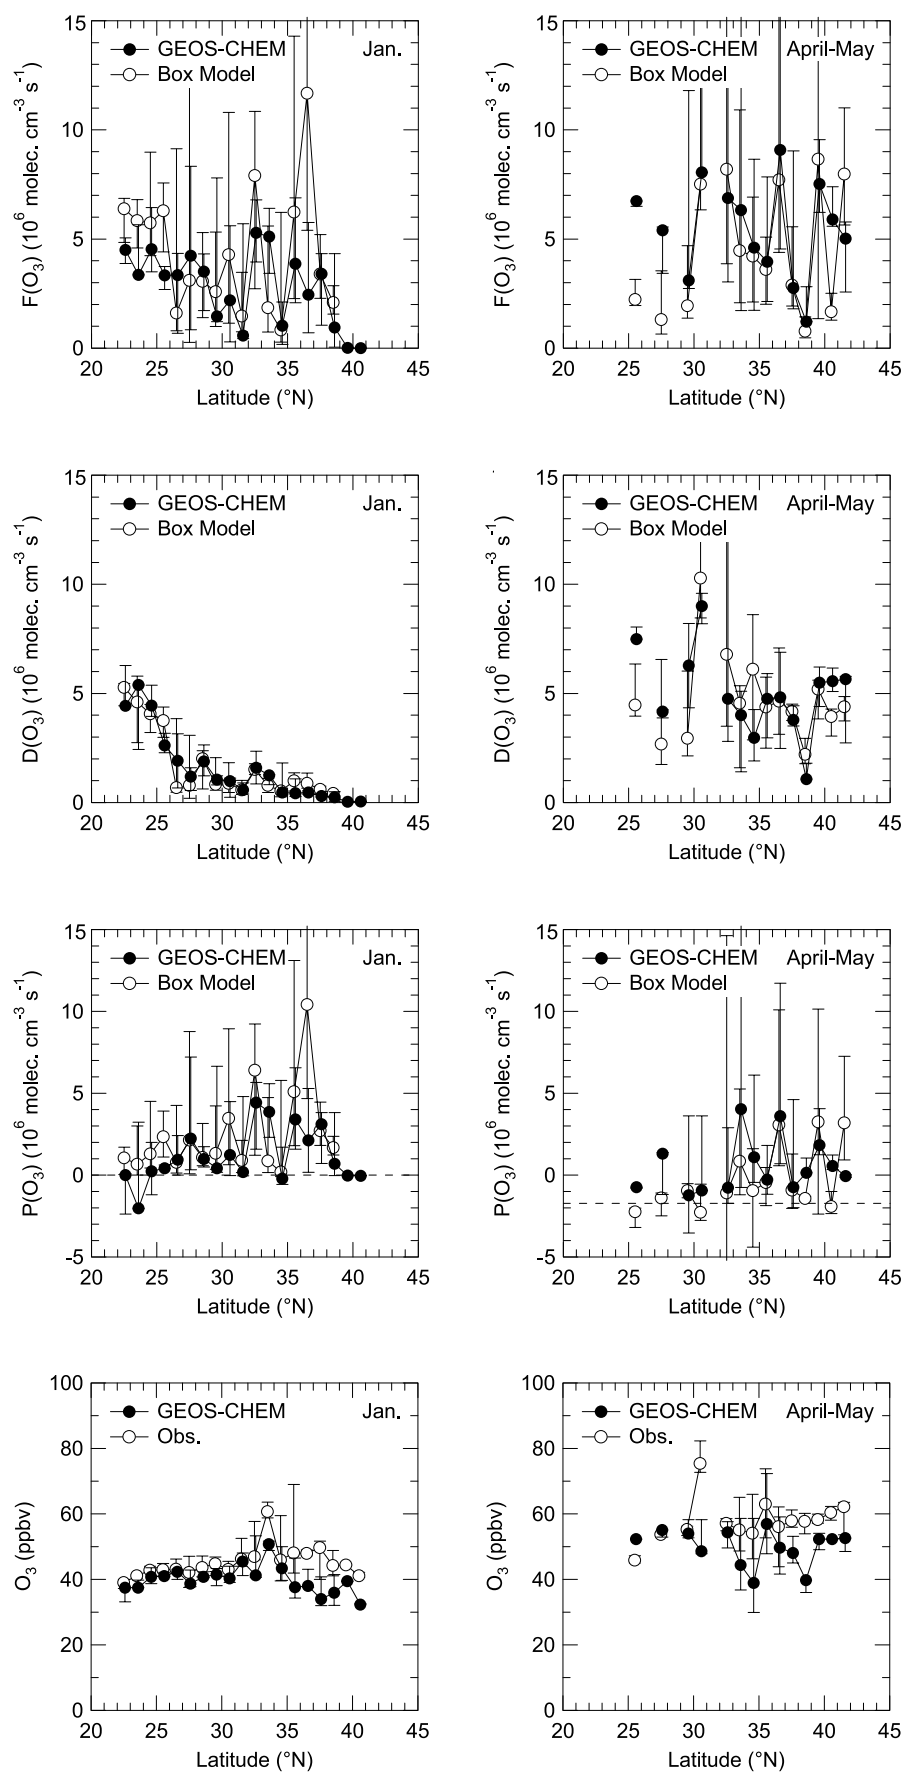 15
10
5
0
F(O3) (10^6 molec. cm^-3 s^-1)
GEOS-CHEM Jan.
Box Model
20 25 30 35 40 45
Latitude (°N)
15
10
5
0
F(O3) (10^6 molec. cm^-3 s^-1)
GEOS-CHEM April-May
Box Model
20 25 30 35 40 45
Latitude (°N)
15
10
5
0
D(O3) (10^6 molec. cm^-3 s^-1)
GEOS-CHEM Jan.
Box Model
20 25 30 35 40 45
Latitude (°N)
15
10
5
0
D(O3) (10^6 molec. cm^-3 s^-1)
GEOS-CHEM April-May
Box Model
20 25 30 35 40 45
Latitude (°N)
15
10
5
0
-5
P(O3) (10^6 molec. cm^-3 s^-1)
GEOS-CHEM Jan.
Box Model
20 25 30 35 40 45
Latitude (°N)
15
10
5
0
-5
P(O3) (10^6 molec. cm^-3 s^-1)
GEOS-CHEM April-May
Box Model
20 25 30 35 40 45
Latitude (°N)
100
80
60
40
20
0
O3 (ppbv)
GEOS-CHEM Jan.
Obs.
20 25 30 35 40 45
Latitude (°N)
100
80
60
40
20
0
O3 (ppbv)
GEOS-CHEM April-May
Obs.
20 25 30 35 40 45
Latitude (°N)